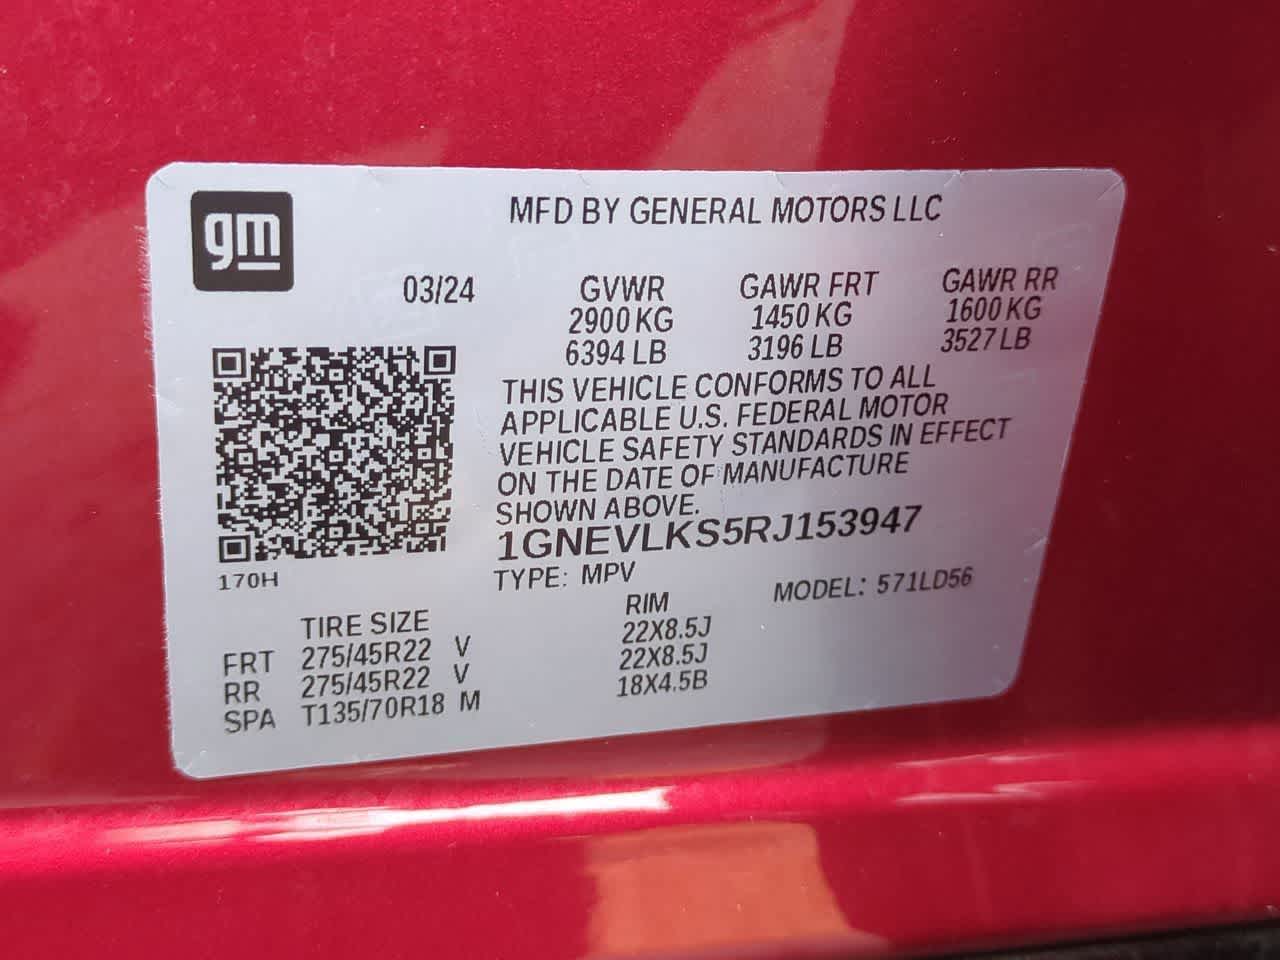 gm
MFD BY GENERAL MOTORS LLC
03/24 GVWR GAWR FRT GAWR RR
2900 KG 1450 KG 1600 KG
6394 LB 3196 LB 3527 LB
THIS VEHICLE CONFORMS TO ALL
APPLICABLE U.S. FEDERAL MOTOR
VEHICLE SAFETY STANDARDS IN EFFECT
ON THE DATE OF MANUFACTURE
SHOWN ABOVE.
1GNEVLKS5RJ153947
170H
TYPE: MPV MODEL: 571LD56
TIRE SIZE RIM
FRT 275/45R22 V 22X8.5J
RR 275/45R22 V 22X8.5J
SPA T135/70R18 M 18X4.5B